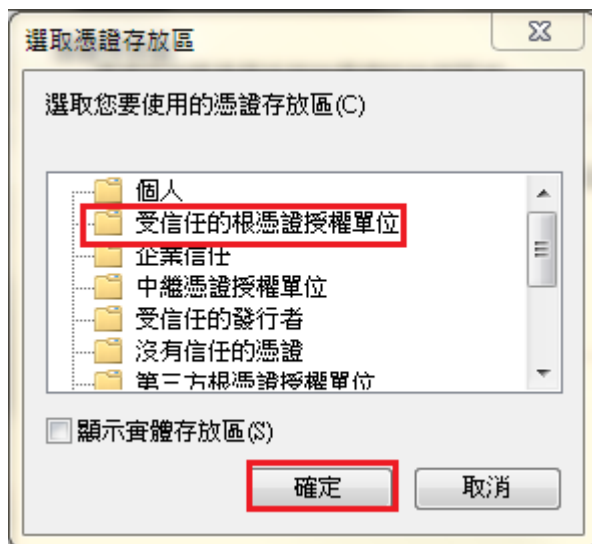 選取憑證存放區
選取您要使用的憑證存放區(C)
個人
受信任的根憑證授權單位
企業信任
中繼憑證授權單位
受信任的發行者
沒有信任的憑證
第三方根憑證授權單位
顯示實體存放區(S)
確定
取消